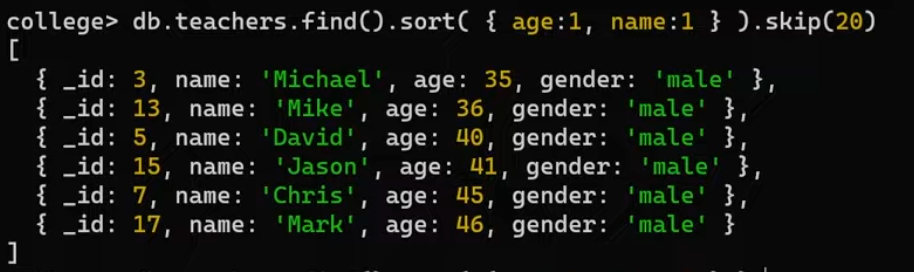 college> db.teachers.find().sort( { age:1, name:1 } ).skip(20)
[
  { _id: 3, name: 'Michael', age: 35, gender: 'male' },
  { _id: 13, name: 'Mike', age: 36, gender: 'male' },
  { _id: 5, name: 'David', age: 40, gender: 'male' },
  { _id: 15, name: 'Jason', age: 41, gender: 'male' },
  { _id: 7, name: 'Chris', age: 45, gender: 'male' },
  { _id: 17, name: 'Mark', age: 46, gender: 'male' }
]